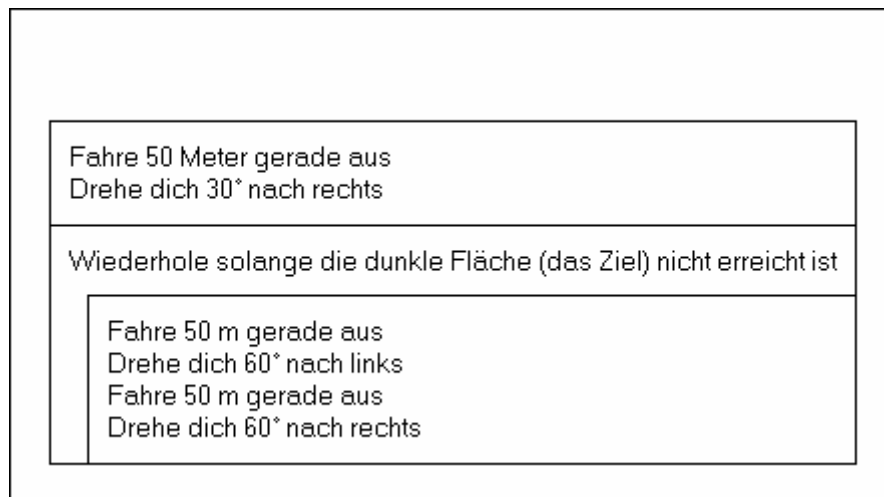 Fahre 50 Meter gerade aus
Drehe dich 30° nach rechts
Wiederhole solange die dunkle Fläche (das Ziel) nicht erreicht ist
Fahre 50 m gerade aus
Drehe dich 60° nach links
Fahre 50 m gerade aus
Drehe dich 60° nach rechts